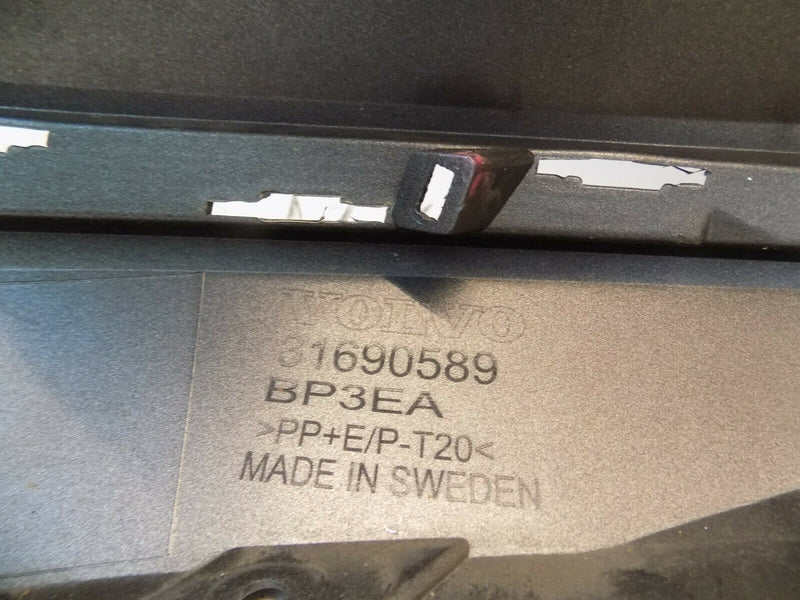 VOLVO
31690589
BP3EA
>PP+E/P-T20<
MADE IN SWEDEN